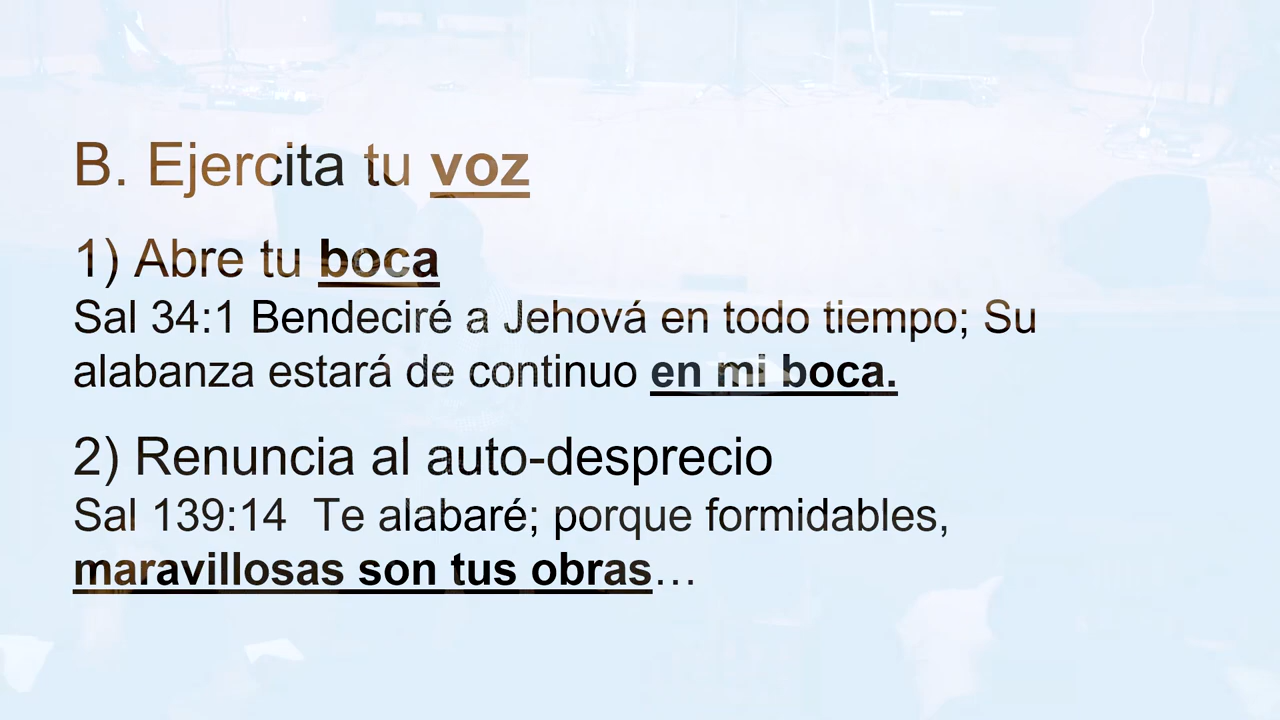 B. Ejercita tu voz
1) Abre tu boca
Sal 34:1 Bendeciré a Jehová en todo tiempo; Su
alabanza estará de continuo en mi boca.
2) Renuncia al auto-desprecio
Sal 139:14  Te alabaré; porque formidables,
maravillosas son tus obras…